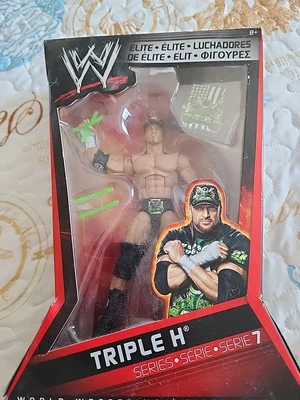 8+
W
ELITE • ÉLITE • LUCHADORES
DE ÉLITE • ELIT • ΦΙΓΟΥΡΕΣ
TRIPLE H®
SERIES • SÉRIE • SERIE 7